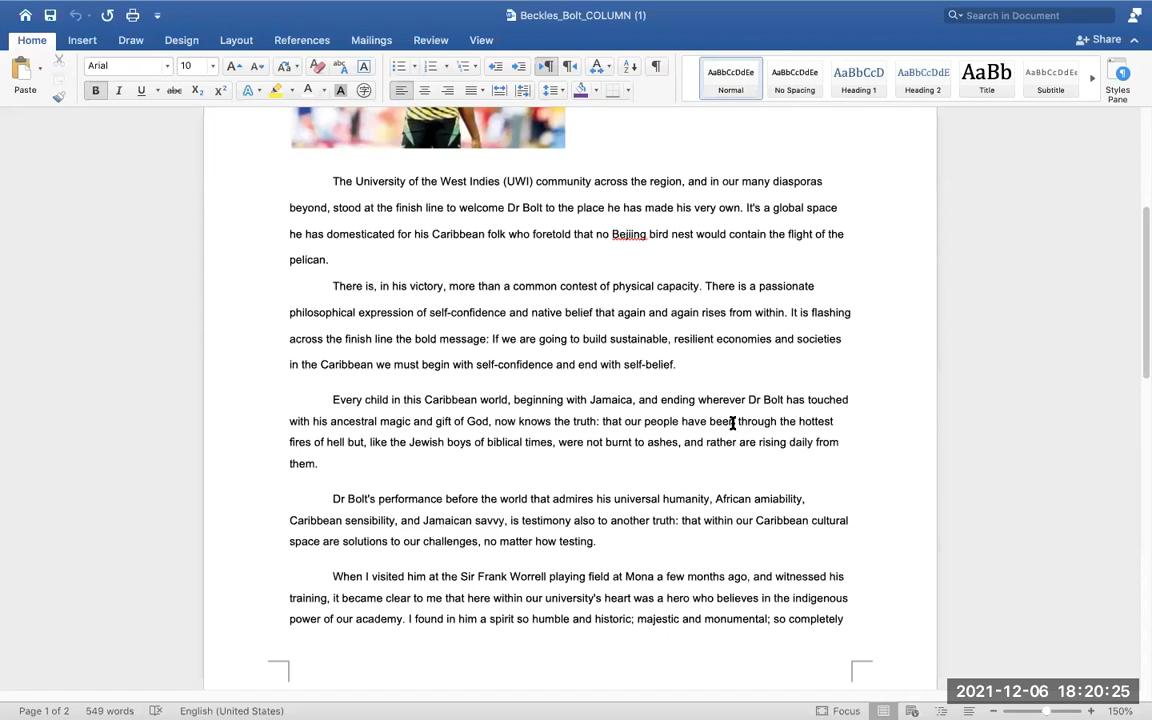 Beckles_Bolt_COLUMN (1)
Search in Document
Home Insert Draw Design Layout References Mailings Review View
Share
Paste
Arial 10
AaBbCcDdEe AaBbCcDdEe AaBbCcD AaBbCcDdE AaBb AaBbCcDdEe
Normal No Spacing Heading 1 Heading 2 Title Subtitle
Styles
Pane
The University of the West Indies (UWI) community across the region, and in our many diasporas
beyond, stood at the finish line to welcome Dr Bolt to the place he has made his very own. It's a global space
he has domesticated for his Caribbean folk who foretold that no Bejiing bird nest would contain the flight of the
pelican.
There is, in his victory, more than a common contest of physical capacity. There is a passionate
philosophical expression of self-confidence and native belief that again and again rises from within. It is flashing
across the finish line the bold message: If we are going to build sustainable, resilient economies and societies
in the Caribbean we must begin with self-confidence and end with self-belief.
Every child in this Caribbean world, beginning with Jamaica, and ending wherever Dr Bolt has touched
with his ancestral magic and gift of God, now knows the truth: that our people have been through the hottest
fires of hell but, like the Jewish boys of biblical times, were not burnt to ashes, and rather are rising daily from
them.
Dr Bolt's performance before the world that admires his universal humanity, African amiability,
Caribbean sensibility, and Jamaican savvy, is testimony also to another truth: that within our Caribbean cultural
space are solutions to our challenges, no matter how testing.
When I visited him at the Sir Frank Worrell playing field at Mona a few months ago, and witnessed his
training, it became clear to me that here within our university's heart was a hero who believes in the indigenous
power of our academy. I found in him a spirit so humble and historic; majestic and monumental; so completely
2021-12-06 18:20:25
Page 1 of 2 549 words English (United States) Focus 150%